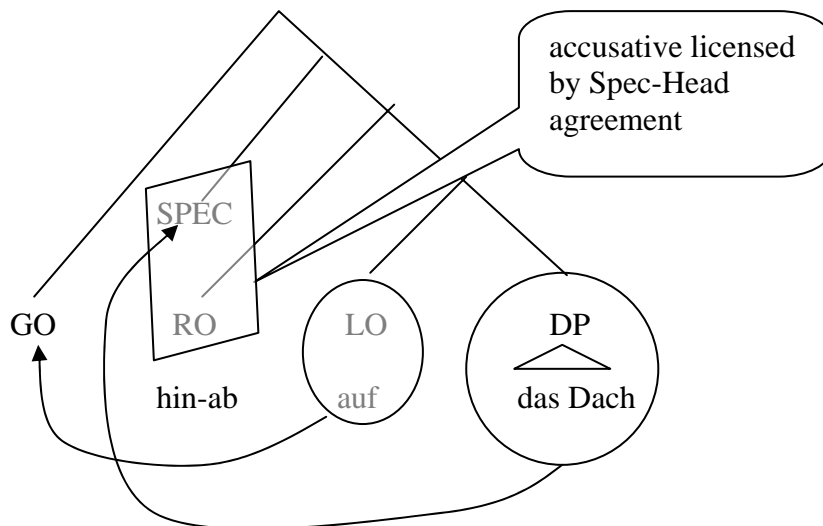 accusative licensed
by Spec-Head
agreement
SPEC
GO RO LO DP
hin-ab auf das Dach